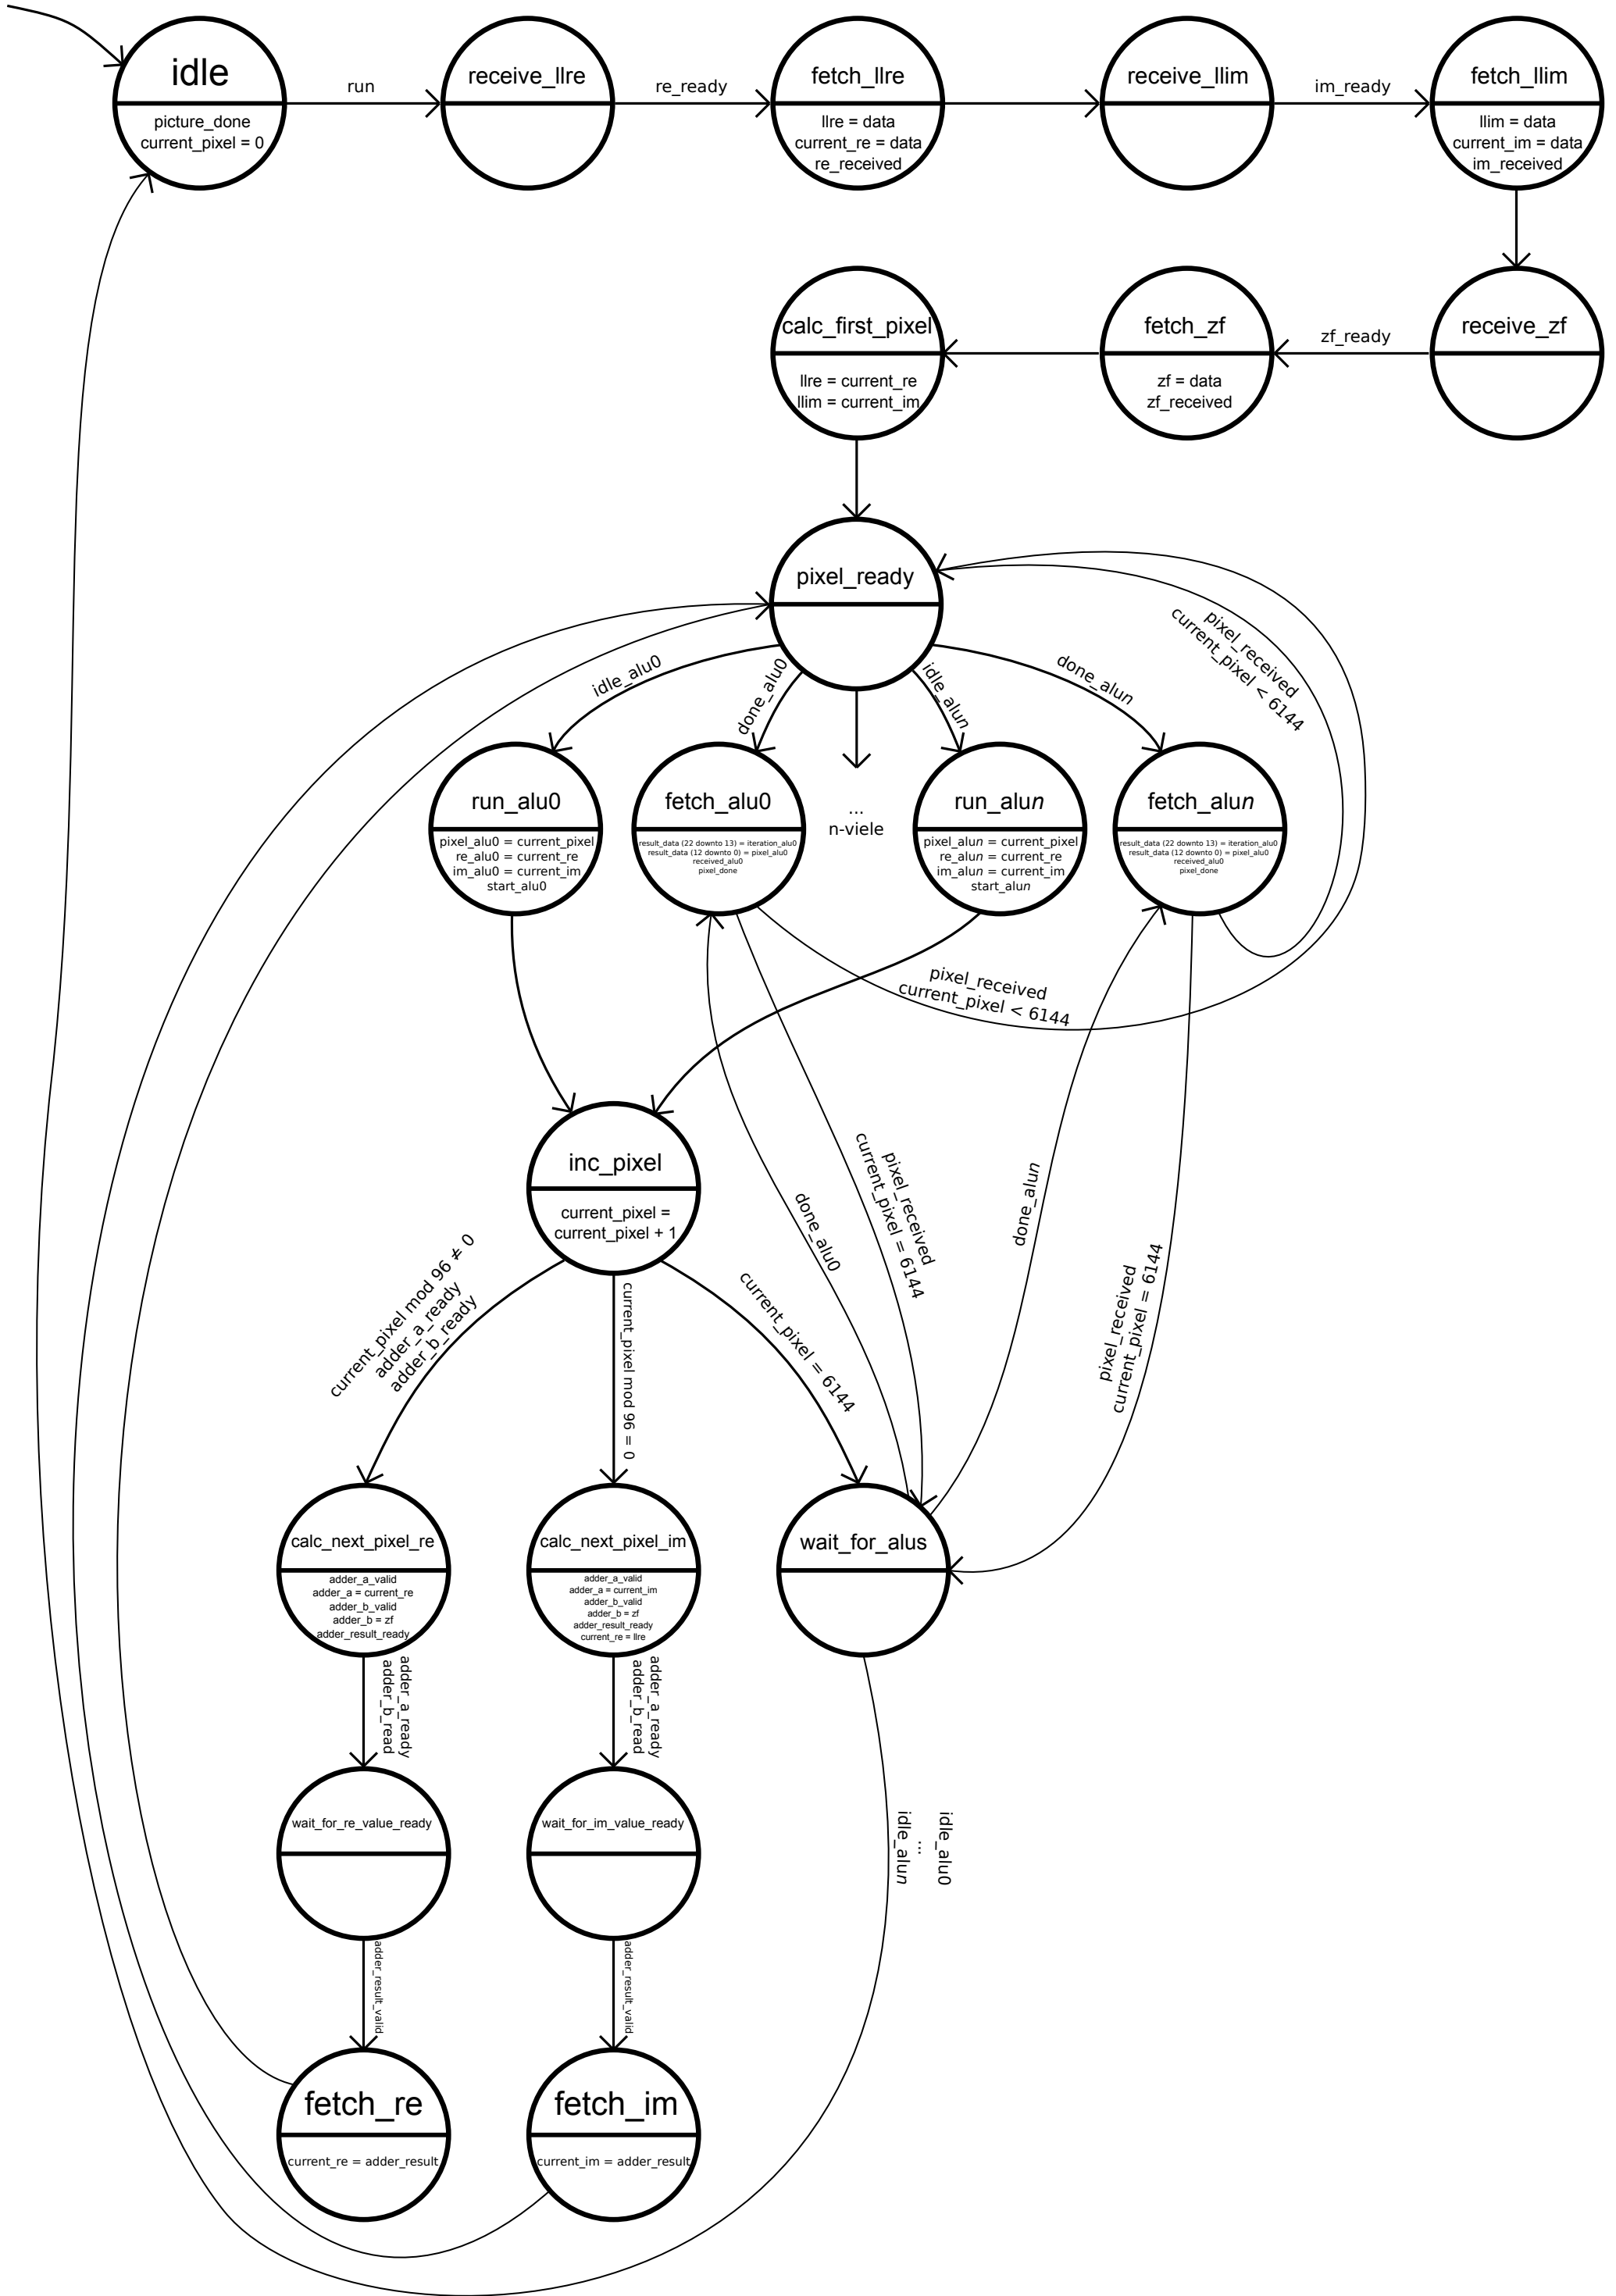 idle
picture_done
current_pixel = 0
run
receive_llre
re_ready
fetch_llre
llre = data
current_re = data
re_received
receive_llim
im_ready
fetch_llim
llim = data
current_im = data
im_received
calc_first_pixel
llre = current_re
llim = current_im
fetch_zf
zf = data
zf_received
zf_ready
receive_zf
pixel_ready
idle_alu0
done_alu0
idle_alun
done_alun
pixel_received
current_pixel < 6144
run_alu0
pixel_alu0 = current_pixel
re_alu0 = current_re
im_alu0 = current_im
start_alu0
fetch_alu0
result_data (22 downto 13) = iteration_alu0
result_data (12 downto 0) = pixel_alu0
received_alu0
pixel_done
...
n-viele
run_alun
pixel_alun = current_pixel
re_alun = current_re
im_alun = current_im
start_alun
fetch_alun
result_data (22 downto 13) = iteration_alu0
result_data (12 downto 0) = pixel_alu0
received_alu0
pixel_done
pixel_received
current_pixel < 6144
inc_pixel
current_pixel =
current_pixel + 1
done_alu0
pixel_received
current_pixel = 6144
done_alun
pixel_received
current_pixel = 6144
current_pixel mod 96 ≠ 0
adder_a_ready
adder_b_ready
current_pixel mod 96 = 0
current_pixel = 6144
calc_next_pixel_re
adder_a_valid
adder_a = current_re
adder_b_valid
adder_b = zf
adder_result_ready
calc_next_pixel_im
adder_a_valid
adder_a = current_im
adder_b_valid
adder_b = zf
adder_result_ready
current_re = llre
wait_for_alus
adder_a_ready
adder_b_read
adder_a_ready
adder_b_read
wait_for_re_value_ready
wait_for_im_value_ready
idle_alu0
...
idle_alun
adder_result_valid
adder_result_valid
fetch_re
current_re = adder_result
fetch_im
current_im = adder_result